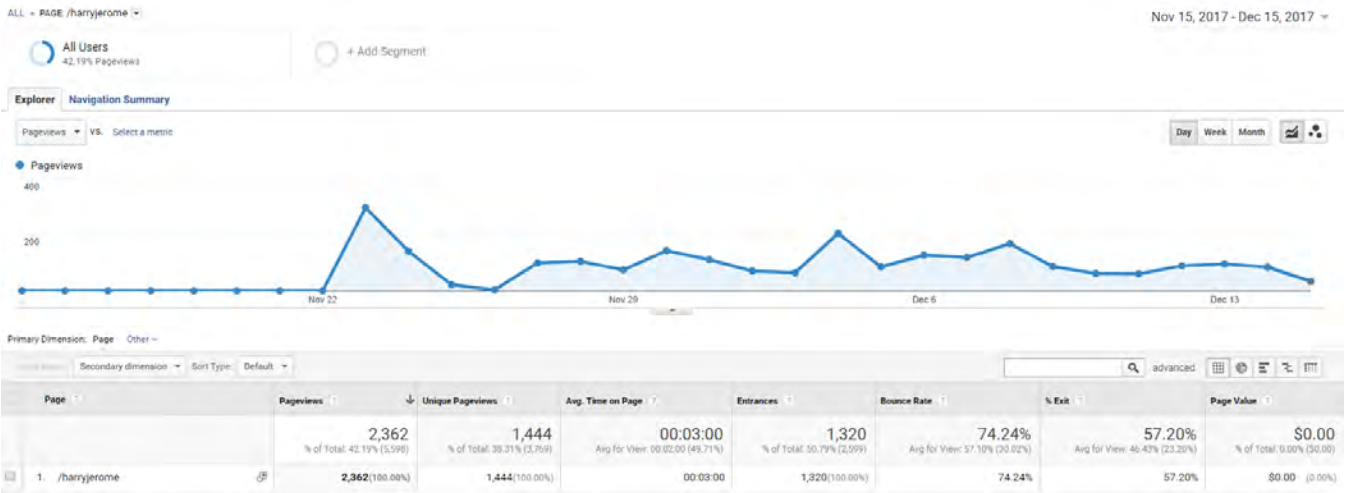 ALL » PAGE: /harryjerome
Nov 15, 2017 - Dec 15, 2017
All Users
42.19% Pageviews
+ Add Segment
Explorer Navigation Summary
Pageviews VS. Select a metric
Day Week Month
Pageviews
400
200
Nov 22 Nov 29 Dec 6 Dec 13
Primary Dimension: Page Other
Secondary dimension Sort Type: Default advanced
Page Pageviews Unique Pageviews Avg. Time on Page Entrances Bounce Rate % Exit Page Value
2,362 1,444 00:03:00 1,320 74.24% 57.20% $0.00
% of Total: 42.19% (5,598) % of Total: 38.31% (3,769) Avg for View: 00:02:00 (49.71%) % of Total: 50.79% (2,599) Avg for View: 57.10% (30.02%) Avg for View: 46.43% (23.20%) % of Total: 0.00% ($0.00)
1. /harryjerome 2,362(100.00%) 1,444(100.00%) 00:03:00 1,320(100.00%) 74.24% 57.20% $0.00 (0.00%)